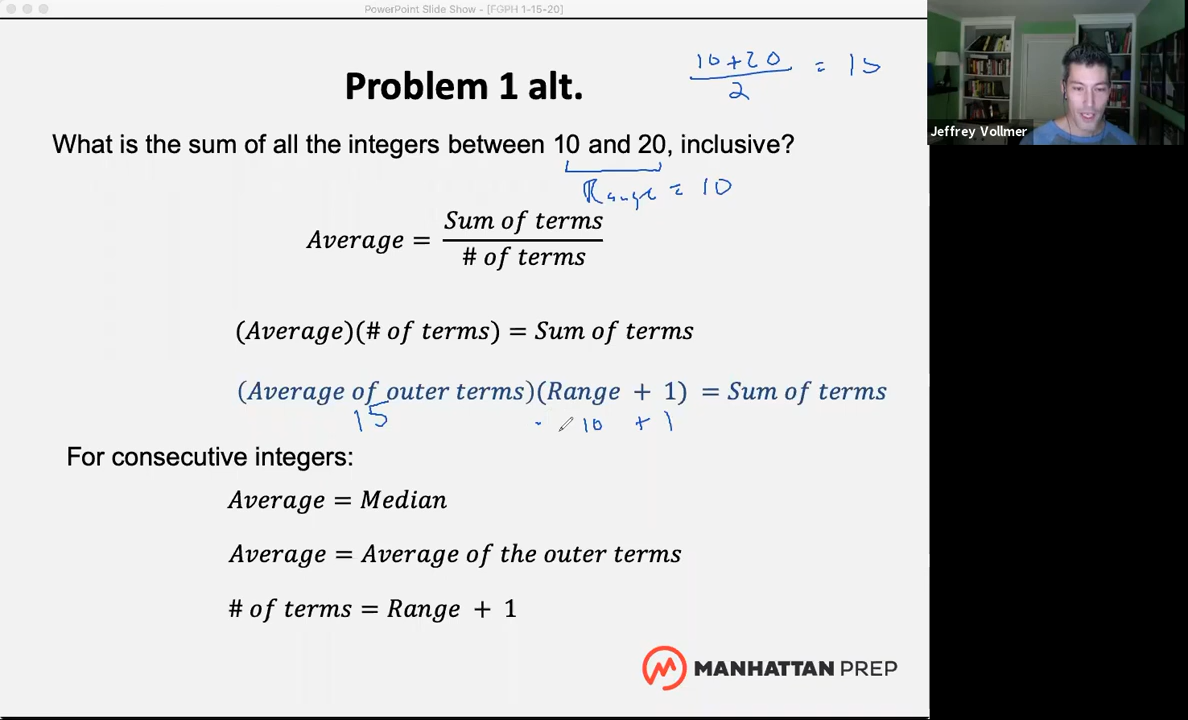 PowerPoint Slide Show - [FGPH 1-15-20]
10+20 / 2 = 15
Problem 1 alt.
Jeffrey Vollmer
What is the sum of all the integers between 10 and 20, inclusive?
Range = 10
Average = Sum of terms / # of terms
(Average)(# of terms) = Sum of terms
(Average of outer terms)(Range + 1) = Sum of terms
15 · 10 + 1
For consecutive integers:
Average = Median
Average = Average of the outer terms
# of terms = Range + 1
MANHATTAN PREP